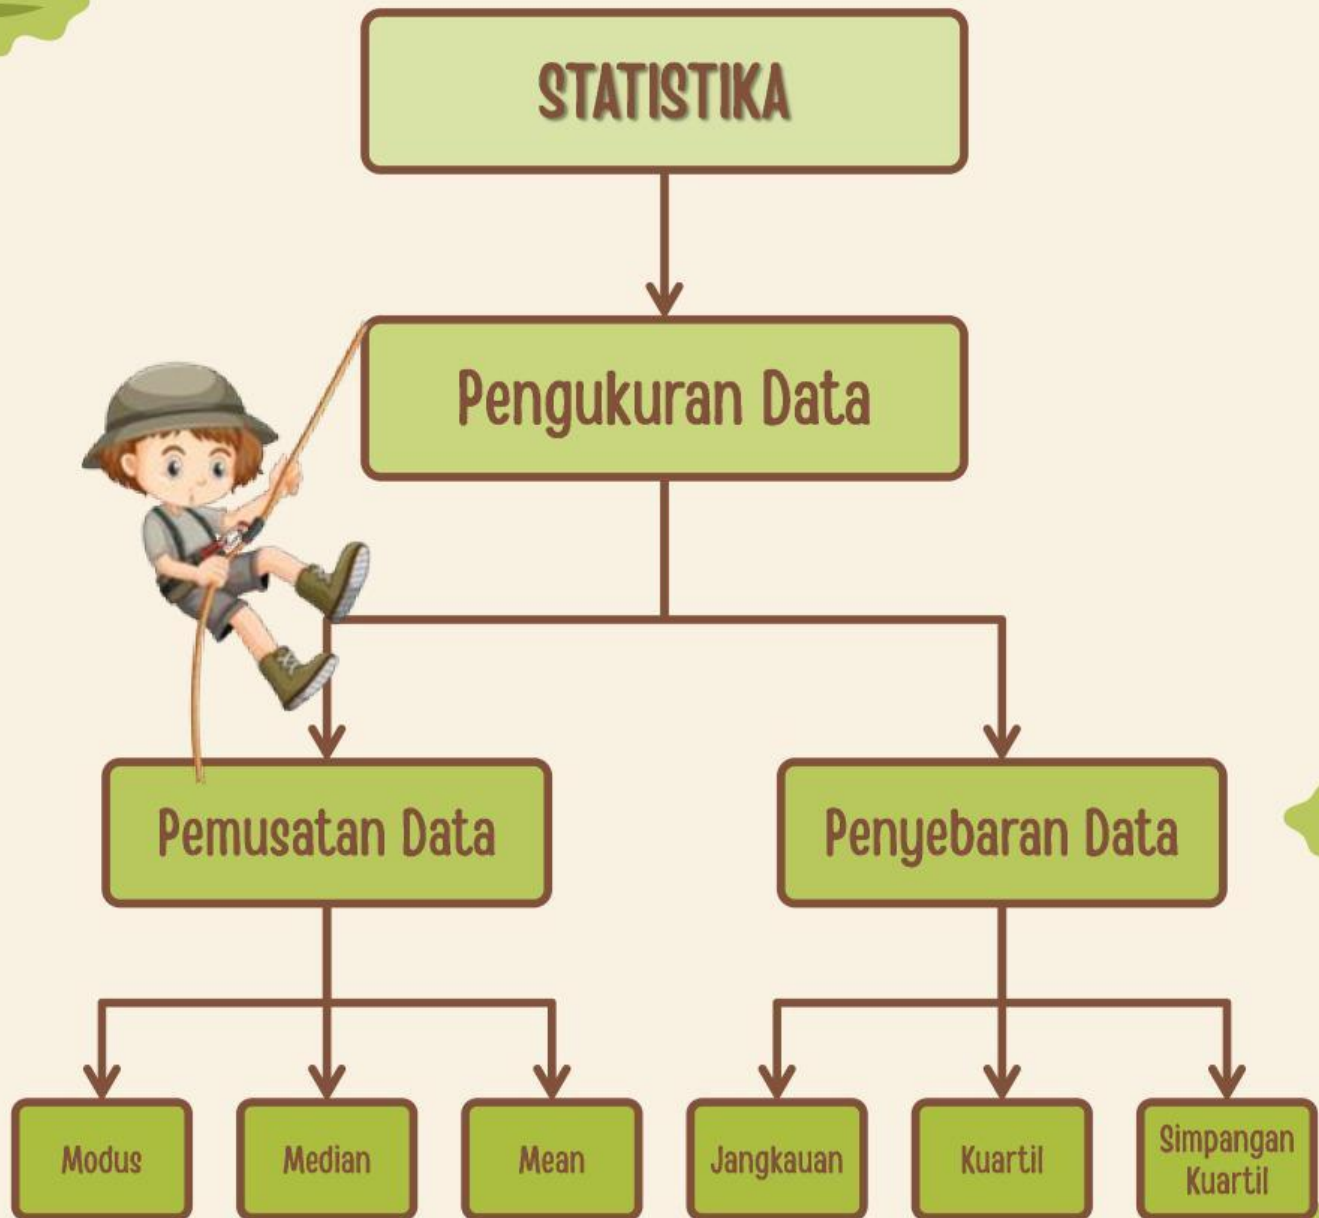 STATISTIKA
Pengukuran Data
Pemusatan Data
Penyebaran Data
Modus
Median
Mean
Jangkauan
Kuartil
Simpangan
Kuartil